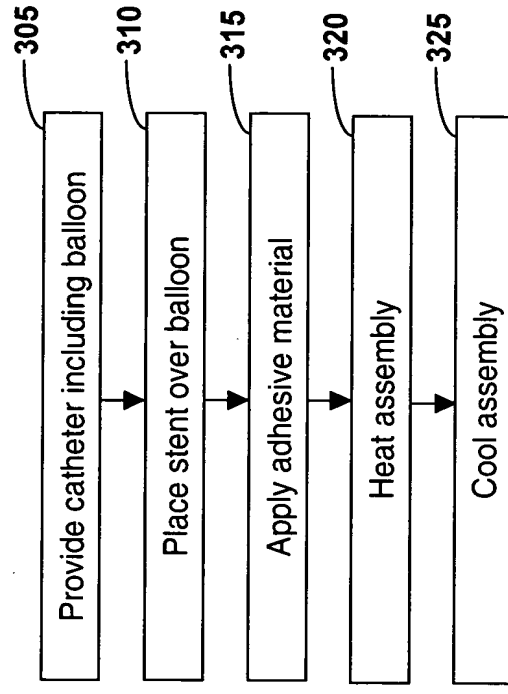 305
Provide catheter including balloon
310
Place stent over balloon
315
Apply adhesive material
320
Heat assembly
325
Cool assembly